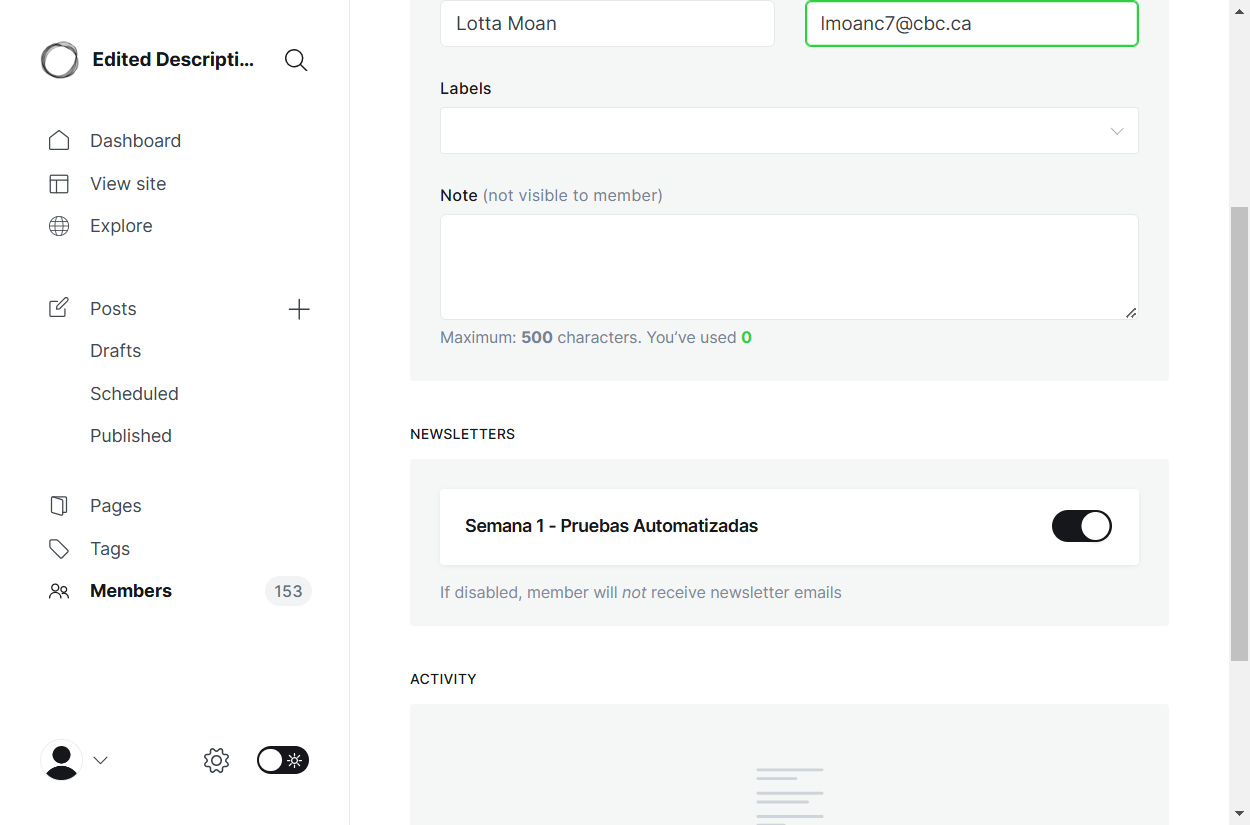 Edited Descripti...
Dashboard
View site
Explore
Posts
Drafts
Scheduled
Published
Pages
Tags
Members
153
Lotta Moan
lmoanc7@cbc.ca
Labels
Note (not visible to member)
Maximum: 500 characters. You’ve used 0
NEWSLETTERS
Semana 1 - Pruebas Automatizadas
If disabled, member will not receive newsletter emails
ACTIVITY